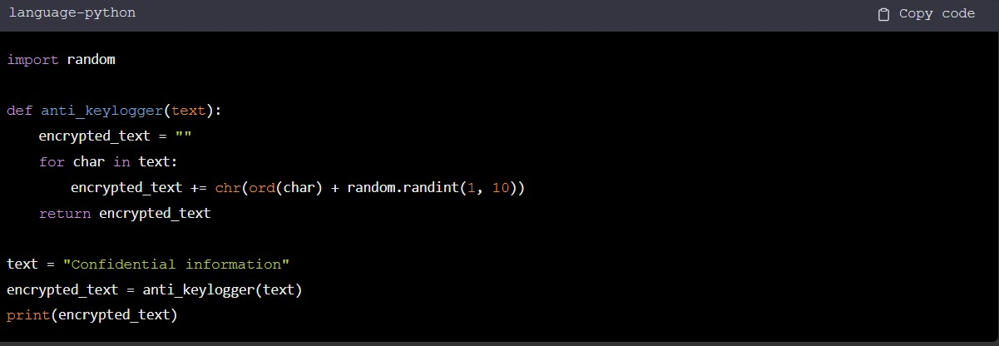 language-python
Copy code
import random
def anti_keylogger(text):
    encrypted_text = ""
    for char in text:
        encrypted_text += chr(ord(char) + random.randint(1, 10))
    return encrypted_text
text = "Confidential information"
encrypted_text = anti_keylogger(text)
print(encrypted_text)